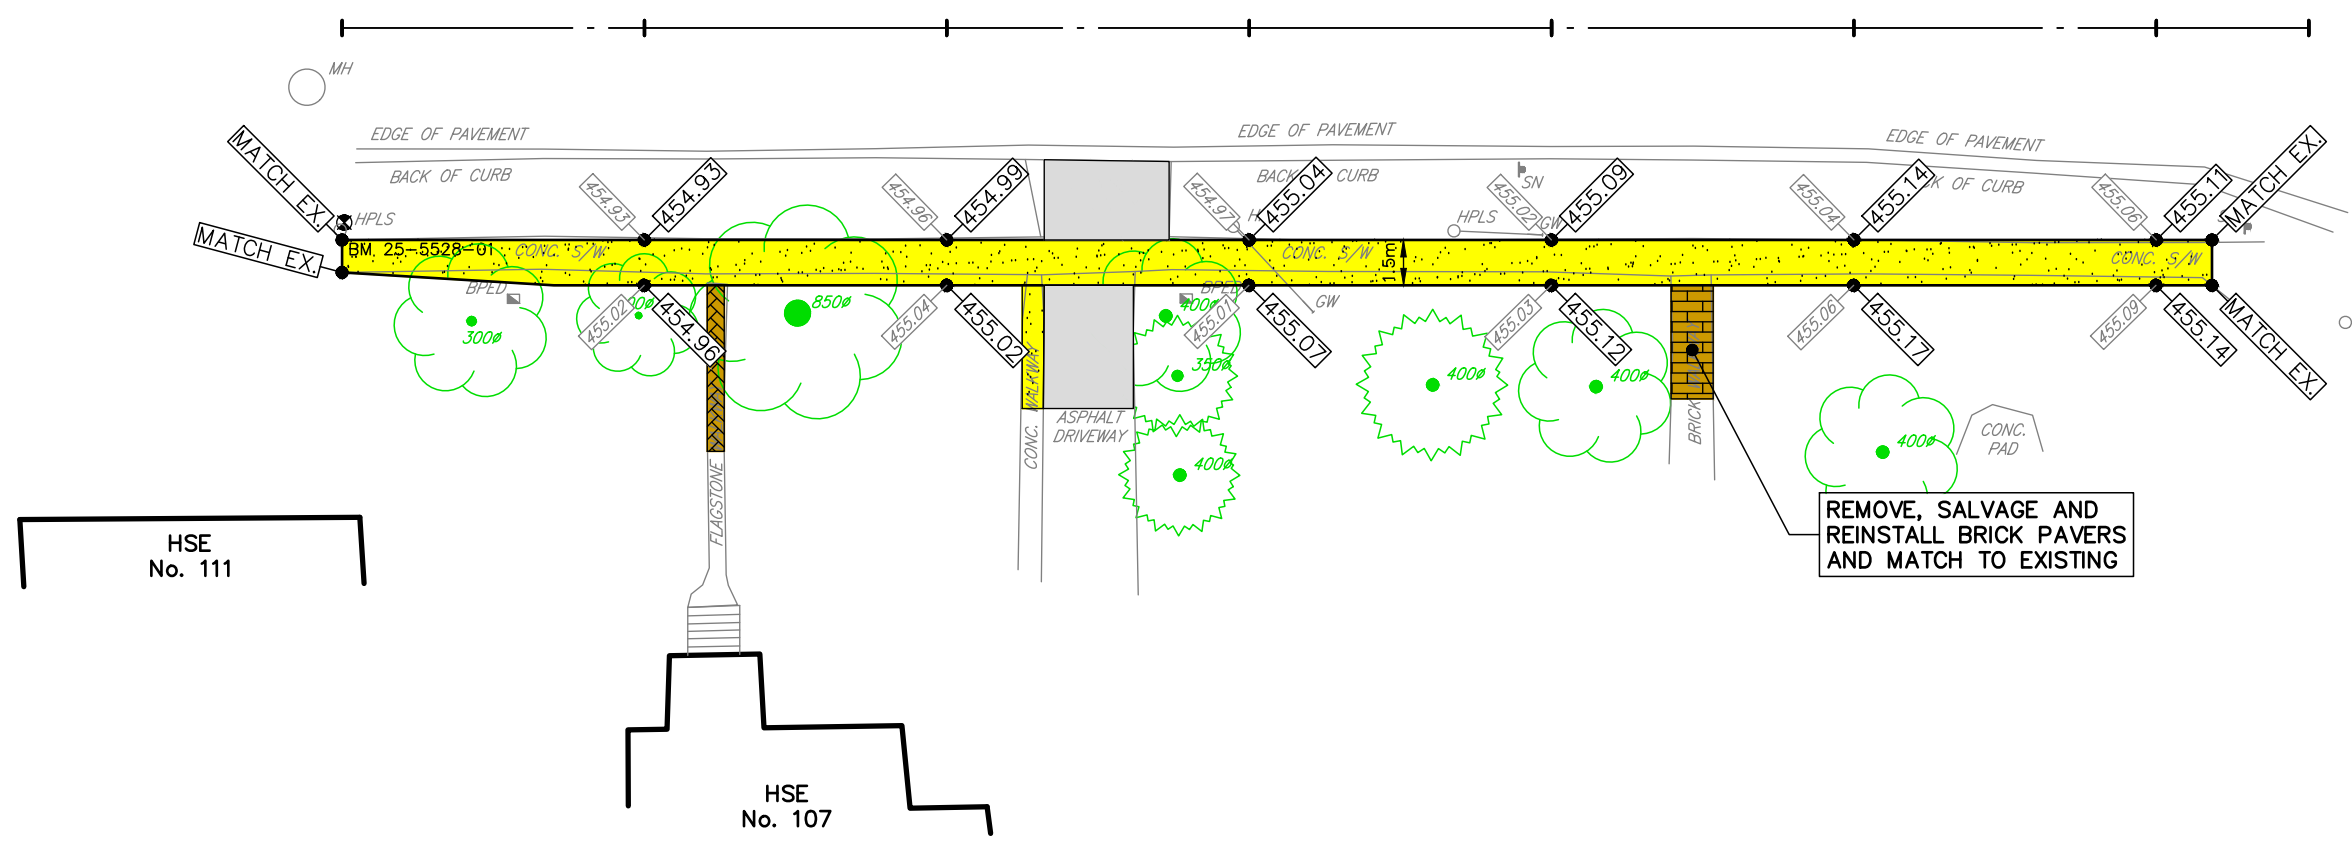 MH
EDGE OF PAVEMENT
EDGE OF PAVEMENT
EDGE OF PAVEMENT
BACK OF CURB
BACK CURB
OF CURB
MATCH EX.
MATCH EX.
HPLS
BM 25-5528-01
CONC. S/W
454.93
454.93
454.96
454.99
454.97
455.04
HPLS
SN
GW
455.02
455.09
455.04
455.14
455.06
455.11
MATCH EX.
CONC. S/W
1.5m
CONC. S/W
BPED
300ø
455.02
454.96
850ø
455.04
455.02
BPED
400ø
455.01
455.07
GW
350ø
400ø
400ø
455.03
455.12
400ø
455.06
455.17
455.09
455.14
MATCH EX.
FLAGSTONE
CONC. WALKWAY
ASPHALT
DRIVEWAY
BRICK
400ø
CONC.
PAD
REMOVE, SALVAGE AND
REINSTALL BRICK PAVERS
AND MATCH TO EXISTING
HSE
No. 111
HSE
No. 107